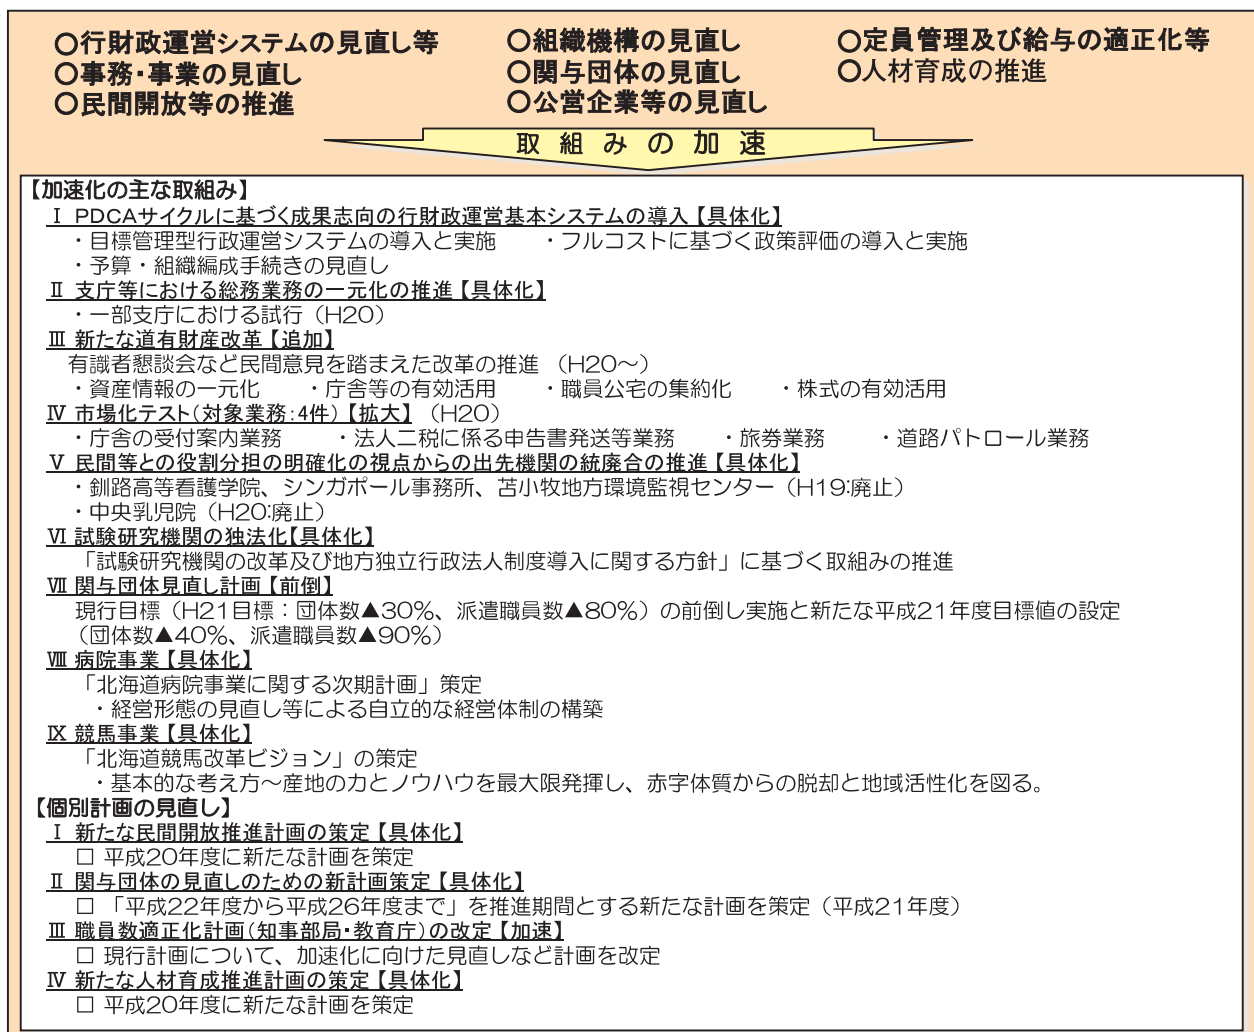 〇行財政運営システムの見直し等 〇組織機構の見直し 〇定員管理及び給与の適正化等
〇事務・事業の見直し 〇関与団体の見直し 〇人材育成の推進
〇民間開放等の推進 〇公営企業等の見直し
取組みの加速
【加速化の主な取組み】
Ⅰ PDCAサイクルに基づく成果志向の行財政運営基本システムの導入【具体化】
・目標管理型行政運営システムの導入と実施 ・フルコストに基づく政策評価の導入と実施
・予算・組織編成手続きの見直し
Ⅱ 支庁等における総務業務の一元化の推進【具体化】
・一部支庁における試行（H20）
Ⅲ 新たな道有財産改革【追加】
有識者懇談会など民間意見を踏まえた改革の推進 （H20～）
・資産情報の一元化 ・庁舎等の有効活用 ・職員公宅の集約化 ・株式の有効活用
Ⅳ 市場化テスト（対象業務：4件）【拡大】（H20）
・庁舎の受付案内業務 ・法人二税に係る申告書発送等業務 ・旅券業務 ・道路パトロール業務
Ⅴ 民間等との役割分担の明確化の視点からの出先機関の統廃合の推進【具体化】
・釧路高等看護学院、シンガポール事務所、苫小牧地方環境監視センター（H19:廃止）
・中央乳児院（H20:廃止）
Ⅵ 試験研究機関の独法化【具体化】
「試験研究機関の改革及び地方独立行政法人制度導入に関する方針」に基づく取組みの推進
Ⅶ 関与団体見直し計画【前倒】
現行目標（H21目標：団体数▲30％、派遣職員数▲80％）の前倒し実施と新たな平成21年度目標値の設定
（団体数▲40％、派遣職員数▲90％）
Ⅷ 病院事業【具体化】
「北海道病院事業に関する次期計画」策定
・経営形態の見直し等による自立的な経営体制の構築
Ⅸ 競馬事業【具体化】
「北海道競馬改革ビジョン」の策定
・基本的な考え方～産地の力とノウハウを最大限発揮し、赤字体質からの脱却と地域活性化を図る。
【個別計画の見直し】
Ⅰ 新たな民間開放推進計画の策定【具体化】
□ 平成20年度に新たな計画を策定
Ⅱ 関与団体の見直しのための新計画策定【具体化】
□ 「平成22年度から平成26年度まで」を推進期間とする新たな計画を策定（平成21年度）
Ⅲ 職員数適正化計画（知事部局・教育庁）の改定【加速】
□ 現行計画について、加速化に向けた見直しなど計画を改定
Ⅳ 新たな人材育成推進計画の策定【具体化】
□ 平成20年度に新たな計画を策定